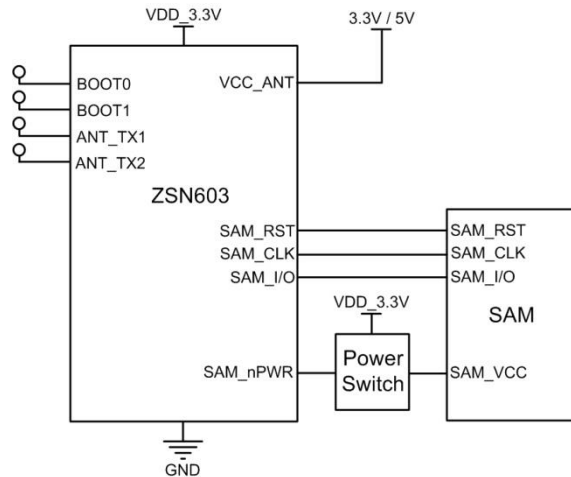 VDD_3.3V
3.3V / 5V
BOOT0
VCC_ANT
BOOT1
ANT_TX1
ANT_TX2
ZSN603
SAM_RST
SAM_RST
SAM_CLK
SAM_CLK
SAM_I/O
SAM_I/O
SAM
VDD_3.3V
Power
Switch
SAM_nPWR
SAM_VCC
GND